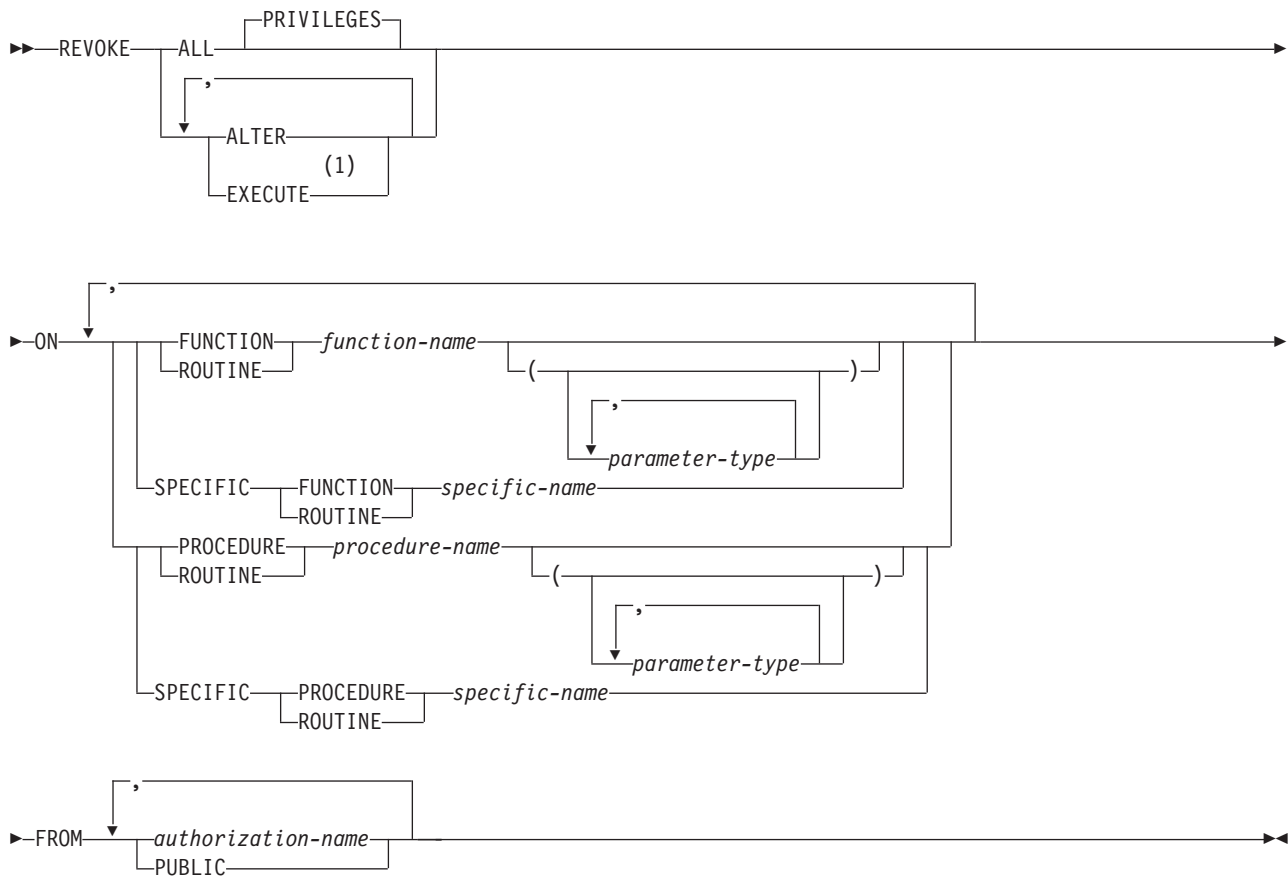 PRIVILEGES
REVOKE ALL
,
ALTER
(1)
EXECUTE
,
ON FUNCTION function-name
ROUTINE ( )
,
parameter-type
SPECIFIC FUNCTION specific-name
ROUTINE
PROCEDURE procedure-name
ROUTINE ( )
,
parameter-type
SPECIFIC PROCEDURE specific-name
ROUTINE
,
FROM authorization-name
PUBLIC